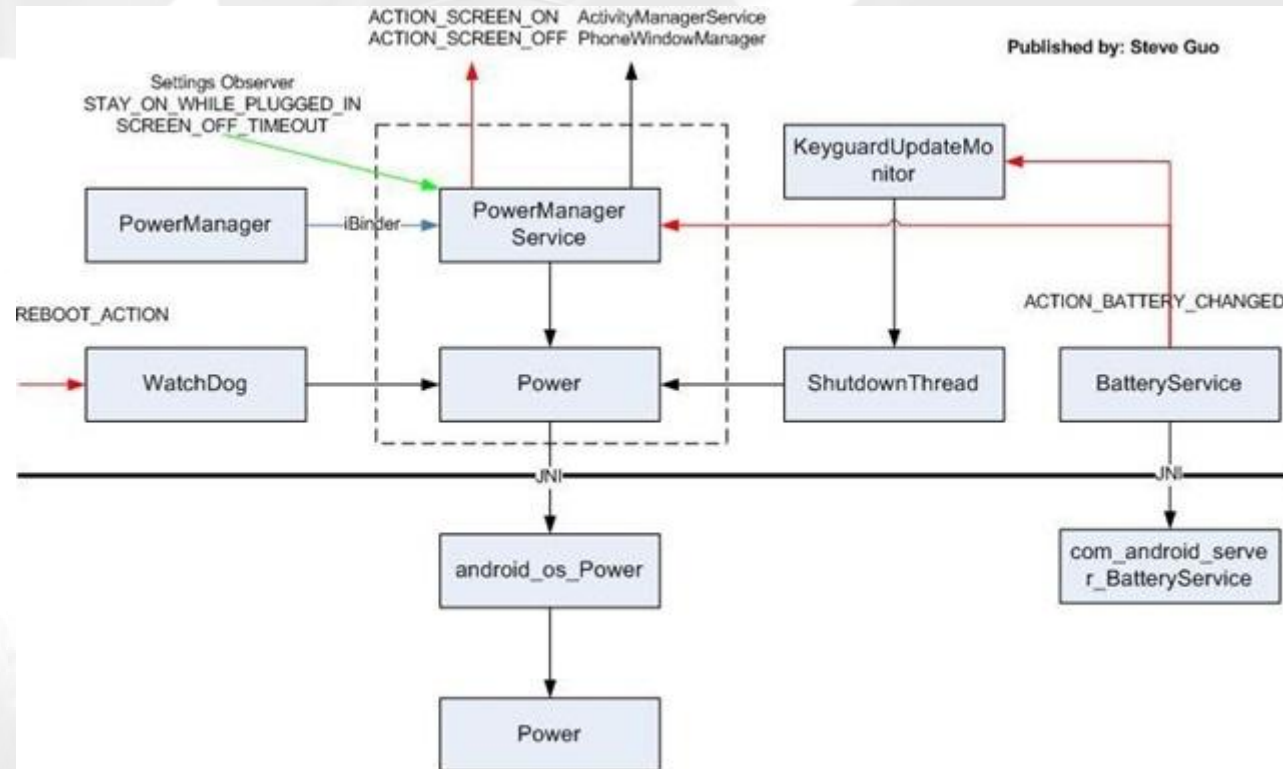 ACTION_SCREEN_ON ActivityManagerService
ACTION_SCREEN_OFF PhoneWindowManager
Published by: Steve Guo
Settings Observer
STAY_ON_WHILE_PLUGGED_IN
SCREEN_OFF_TIMEOUT
KeyguardUpdateMo
nitor
PowerManager
iBinder
PowerManager
Service
REBOOT_ACTION
ACTION_BATTERY_CHANGED
WatchDog
Power
ShutdownThread
BatteryService
JNI
JNI
android_os_Power
com_android_serve
r_BatteryService
Power